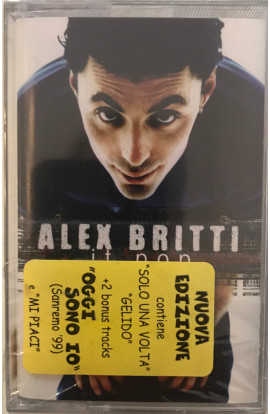 ALEX BRITTI
it.pop
NUOVA
EDIZIONE
contiene
"SOLO UNA VOLTA"
"GELIDO"
+2 bonus tracks
"OGGI
SONO IO"
(Sanremo '99)
e "MI PIACI"